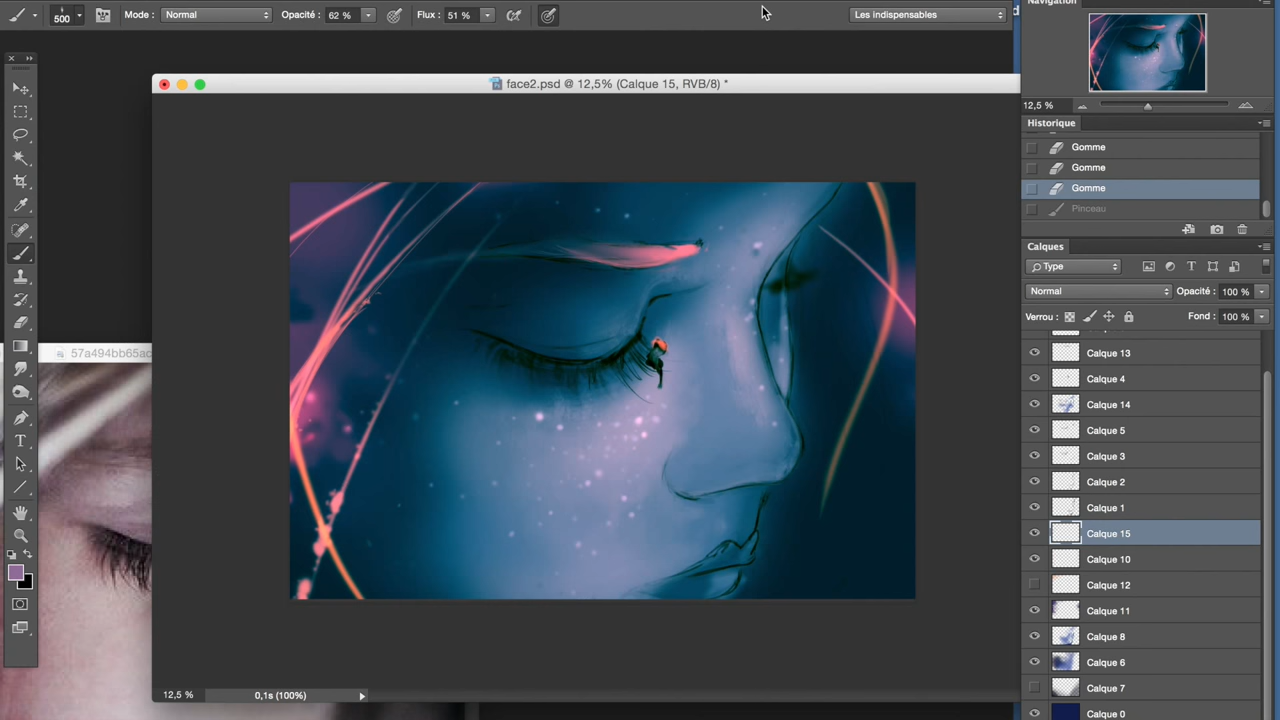 500
Mode :
Normal
Opacité :
62 %
Flux :
51 %
Les indispensables
Navigation
face2.psd @ 12,5% (Calque 15, RVB/8) *
12,5 %
Historique
Gomme
Gomme
Gomme
Pinceau
Calques
Type
Normal
Opacité :
100 %
Verrou :
Fond :
100 %
57a494bb65ac
Calque 13
Calque 4
Calque 14
Calque 5
Calque 3
Calque 2
Calque 1
Calque 15
Calque 10
Calque 12
Calque 11
Calque 8
Calque 6
Calque 7
Calque 0
12,5 %
0,1s (100%)